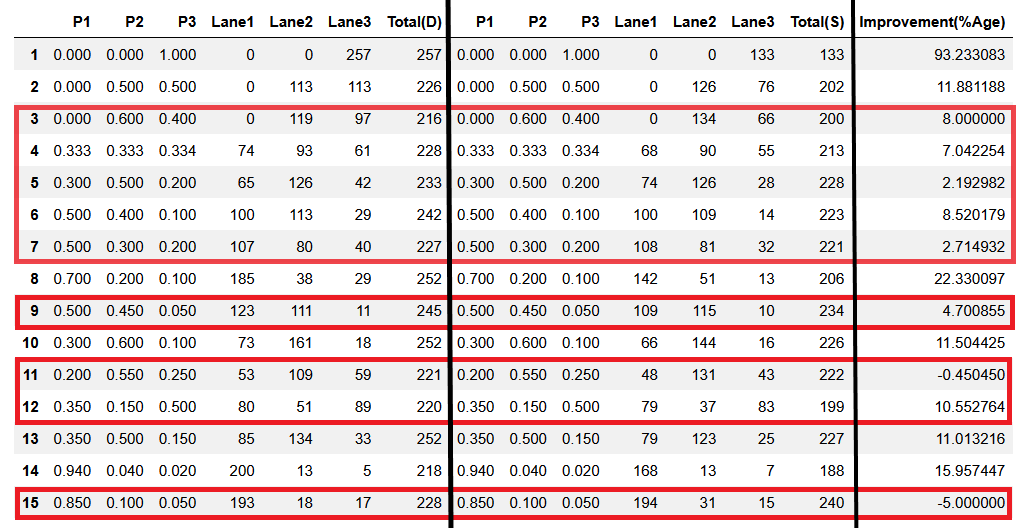 P1 P2 P3 Lane1 Lane2 Lane3 Total(D) P1 P2 P3 Lane1 Lane2 Lane3 Total(S) Improvement(%Age)
1 0.000 0.000 1.000 0 0 257 257 0.000 0.000 1.000 0 0 133 133 93.233083
2 0.000 0.500 0.500 0 113 113 226 0.000 0.500 0.500 0 126 76 202 11.881188
3 0.000 0.600 0.400 0 119 97 216 0.000 0.600 0.400 0 134 66 200 8.000000
4 0.333 0.333 0.334 74 93 61 228 0.333 0.333 0.334 68 90 55 213 7.042254
5 0.300 0.500 0.200 65 126 42 233 0.300 0.500 0.200 74 126 28 228 2.192982
6 0.500 0.400 0.100 100 113 29 242 0.500 0.400 0.100 100 109 14 223 8.520179
7 0.500 0.300 0.200 107 80 40 227 0.500 0.300 0.200 108 81 32 221 2.714932
8 0.700 0.200 0.100 185 38 29 252 0.700 0.200 0.100 142 51 13 206 22.330097
9 0.500 0.450 0.050 123 111 11 245 0.500 0.450 0.050 109 115 10 234 4.700855
10 0.300 0.600 0.100 73 161 18 252 0.300 0.600 0.100 66 144 16 226 11.504425
11 0.200 0.550 0.250 53 109 59 221 0.200 0.550 0.250 48 131 43 222 -0.450450
12 0.350 0.150 0.500 80 51 89 220 0.350 0.150 0.500 79 37 83 199 10.552764
13 0.350 0.500 0.150 85 134 33 252 0.350 0.500 0.150 79 123 25 227 11.013216
14 0.940 0.040 0.020 200 13 5 218 0.940 0.040 0.020 168 13 7 188 15.957447
15 0.850 0.100 0.050 193 18 17 228 0.850 0.100 0.050 194 31 15 240 -5.000000